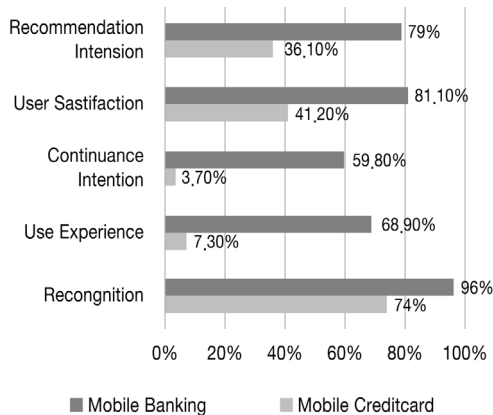 Recommendation
Intension
79%
36.10%
User Sastifaction
81.10%
41.20%
Continuance
Intention
59.80%
3.70%
Use Experience
68.90%
7.30%
Recongnition
96%
74%
0% 20% 40% 60% 80% 100%
Mobile Banking Mobile Creditcard